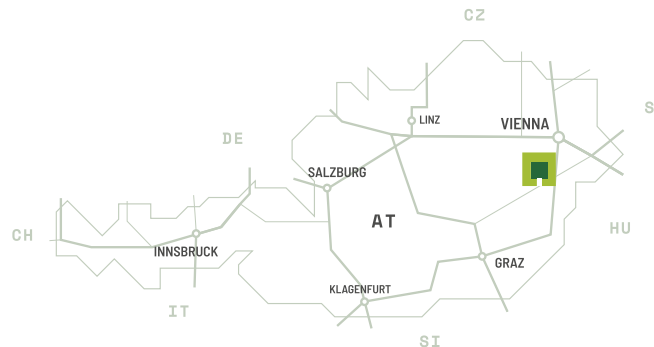 CZ
S
LINZ
VIENNA
DE
SALZBURG
AT
CH
HU
INNSBRUCK
GRAZ
KLAGENFURT
IT
SI